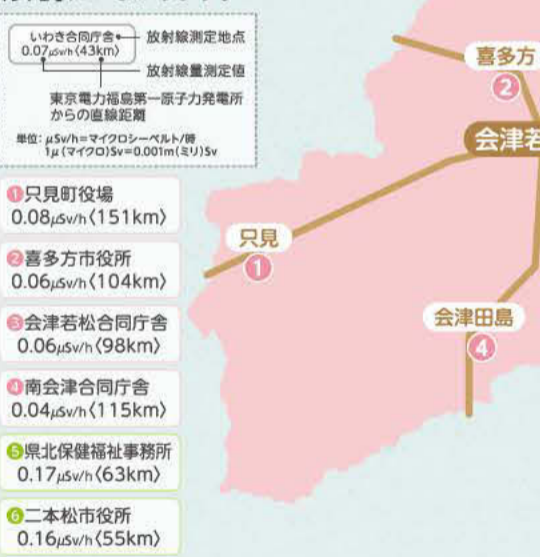 いわき合同庁舎
0.07μSv/h〈43km〉
放射線測定地点
放射線量測定値
東京電力福島第一原子力発電所
からの直線距離
単位：μSv/h=マイクロシーベルト/時
1μ(マイクロ)Sv=0.001m(ミリ)Sv
1只見町役場
0.08μSv/h〈151km〉
2喜多方市役所
0.06μSv/h〈104km〉
3会津若松合同庁舎
0.06μSv/h〈98km〉
4南会津合同庁舎
0.04μSv/h〈115km〉
5県北保健福祉事務所
0.17μSv/h〈63km〉
6二本松市役所
0.16μSv/h〈55km〉
喜多方
2
会津若
只見
1
会津田島
4